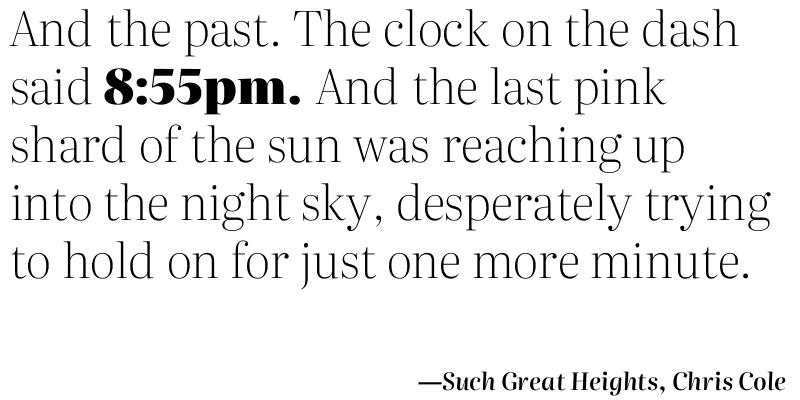 And the past. The clock on the dash
said 8:55pm. And the last pink
shard of the sun was reaching up
into the night sky, desperately trying
to hold on for just one more minute.
—Such Great Heights, Chris Cole